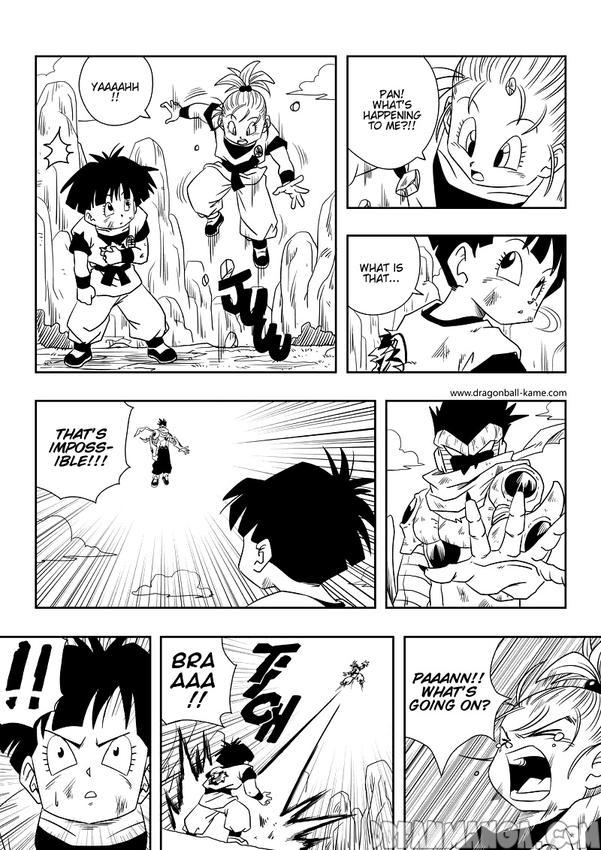 YAAAAHH
!!
PAN!
WHAT'S
HAPPENING
TO ME?!!
WHAT IS
THAT...
www.dragonball-kame.com
THAT'S
IMPOSS-
IBLE!!!
!!
BRA
AAA
!!
PAAANN!!
WHAT'S
GOING ON?